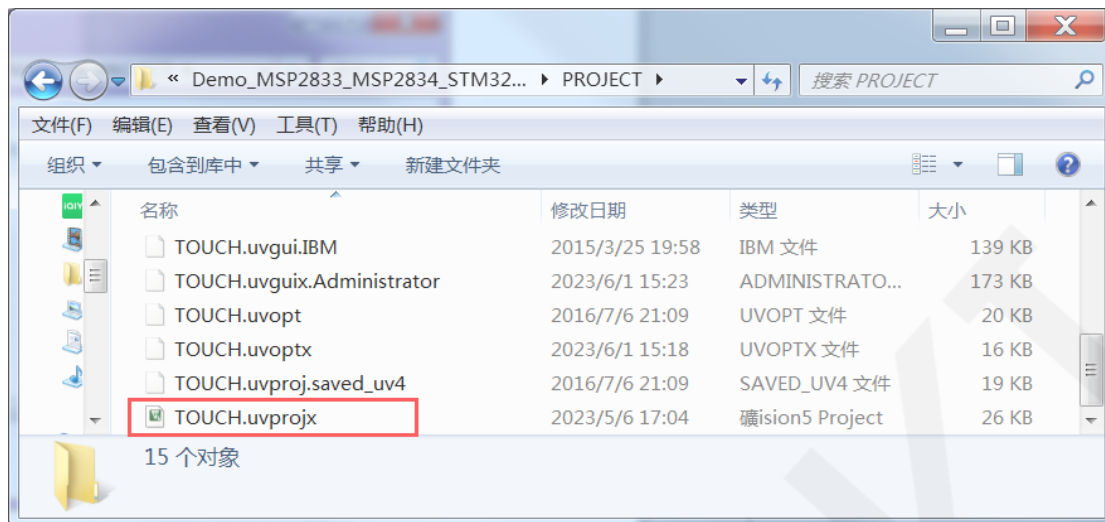 « Demo_MSP2833_MSP2834_STM32... ▸ PROJECT ▸ 搜索 PROJECT
文件(F) 编辑(E) 查看(V) 工具(T) 帮助(H)
组织 包含到库中 共享 新建文件夹
名称 修改日期 类型 大小
TOUCH.uvgui.IBM 2015/3/25 19:58 IBM 文件 139 KB
TOUCH.uvguix.Administrator 2023/6/1 15:23 ADMINISTRATO... 173 KB
TOUCH.uvopt 2016/7/6 21:09 UVOPT 文件 20 KB
TOUCH.uvoptx 2023/6/1 15:18 UVOPTX 文件 16 KB
TOUCH.uvproj.saved_uv4 2016/7/6 21:09 SAVED_UV4 文件 19 KB
TOUCH.uvprojx 2023/5/6 17:04 礦ision5 Project 26 KB
15 个对象